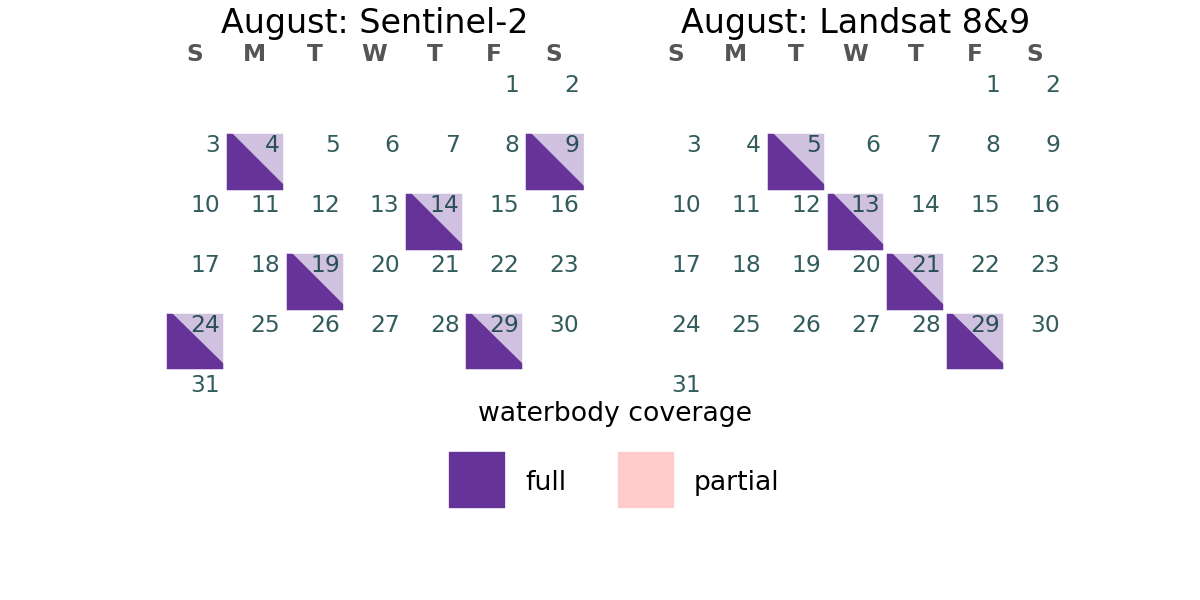 August: Sentinel-2
S M T W T F S
1 2
3 4 5 6 7 8 9
10 11 12 13 14 15 16
17 18 19 20 21 22 23
24 25 26 27 28 29 30
31
August: Landsat 8&9
S M T W T F S
1 2
3 4 5 6 7 8 9
10 11 12 13 14 15 16
17 18 19 20 21 22 23
24 25 26 27 28 29 30
31
waterbody coverage
full partial